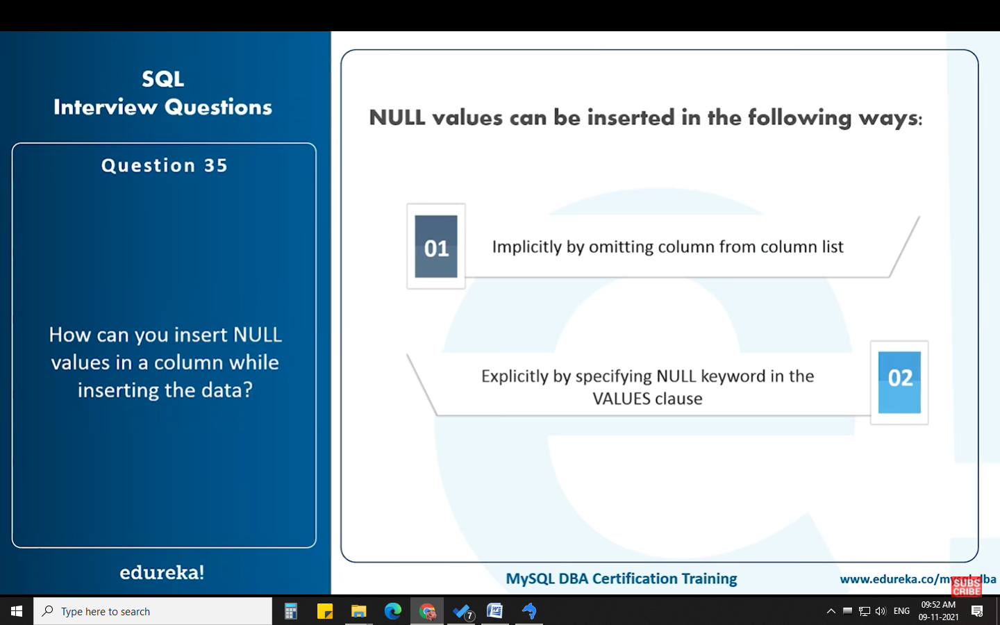 SQL
Interview Questions
Question 35
How can you insert NULL
values in a column while
inserting the data?
edureka!
NULL values can be inserted in the following ways:
01
Implicitly by omitting column from column list
Explicitly by specifying NULL keyword in the
VALUES clause
02
MySQL DBA Certification Training
www.edureka.co/mysql-dba
SUBS
CRIBE
Type here to search
7
ENG
09:52 AM
09-11-2021